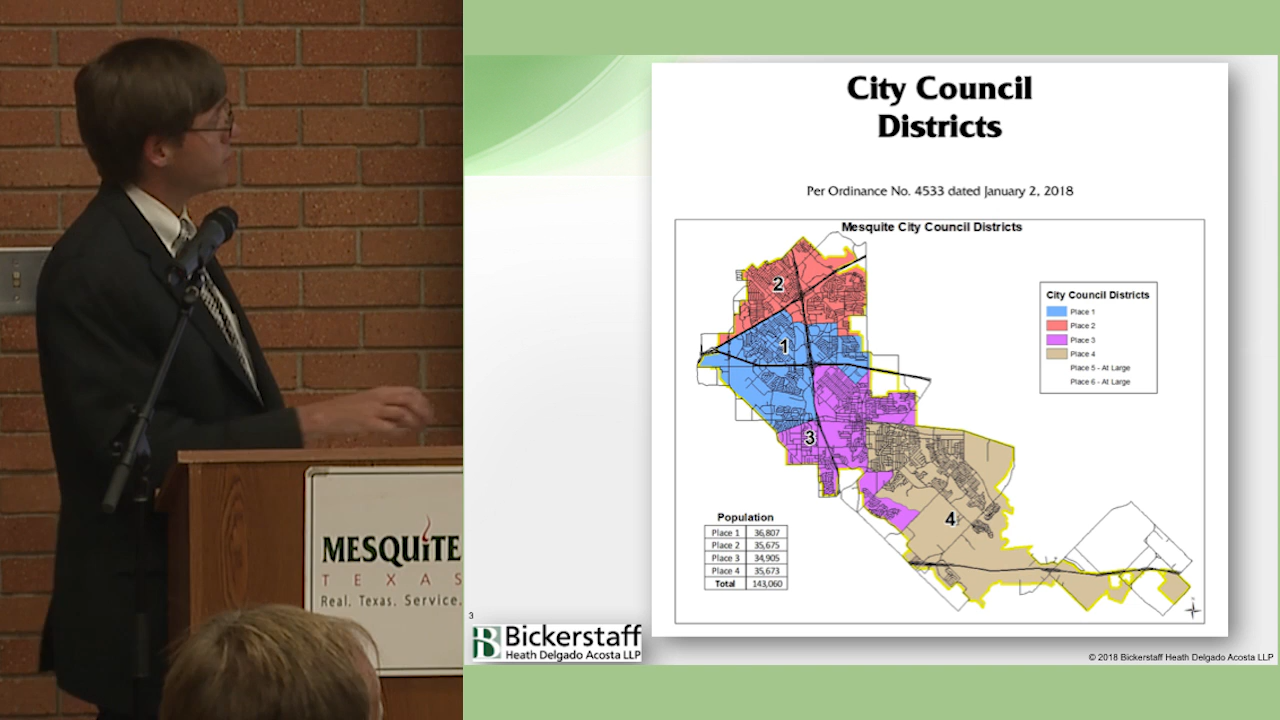 MESQUiTE
TEXAS
Real. Texas. Service.
City Council
Districts
Per Ordinance No. 4533 dated January 2, 2018
Mesquite City Council Districts
2
1
3
4
City Council Districts
Place 1
Place 2
Place 3
Place 4
Place 5 - At Large
Place 6 - At Large
Population
Place 1 36,807
Place 2 35,675
Place 3 34,905
Place 4 35,673
Total 143,060
N
3
B Bickerstaff
Heath Delgado Acosta LLP
© 2018 Bickerstaff Heath Delgado Acosta LLP